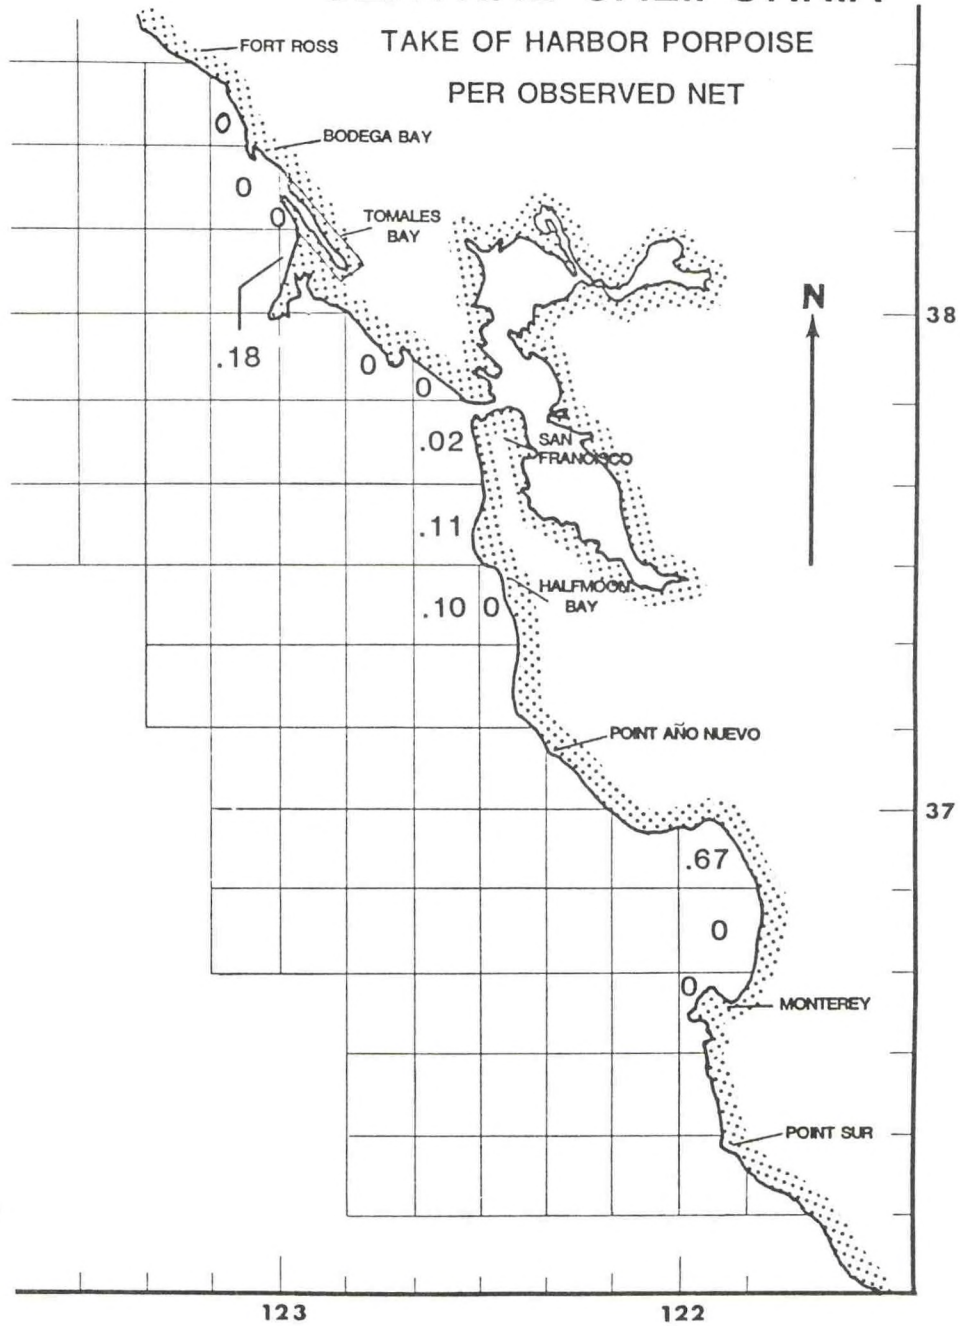 TAKE OF HARBOR PORPOISE
PER OBSERVED NET
FORT ROSS
0
BODEGA BAY
0
0
TOMALES
BAY
N
38
.18
0
0
.02
SAN
FRANCISCO
.11
HALFMOON
BAY
.10 0
POINT AÑO NUEVO
37
.67
0
0
MONTEREY
POINT SUR
123
122